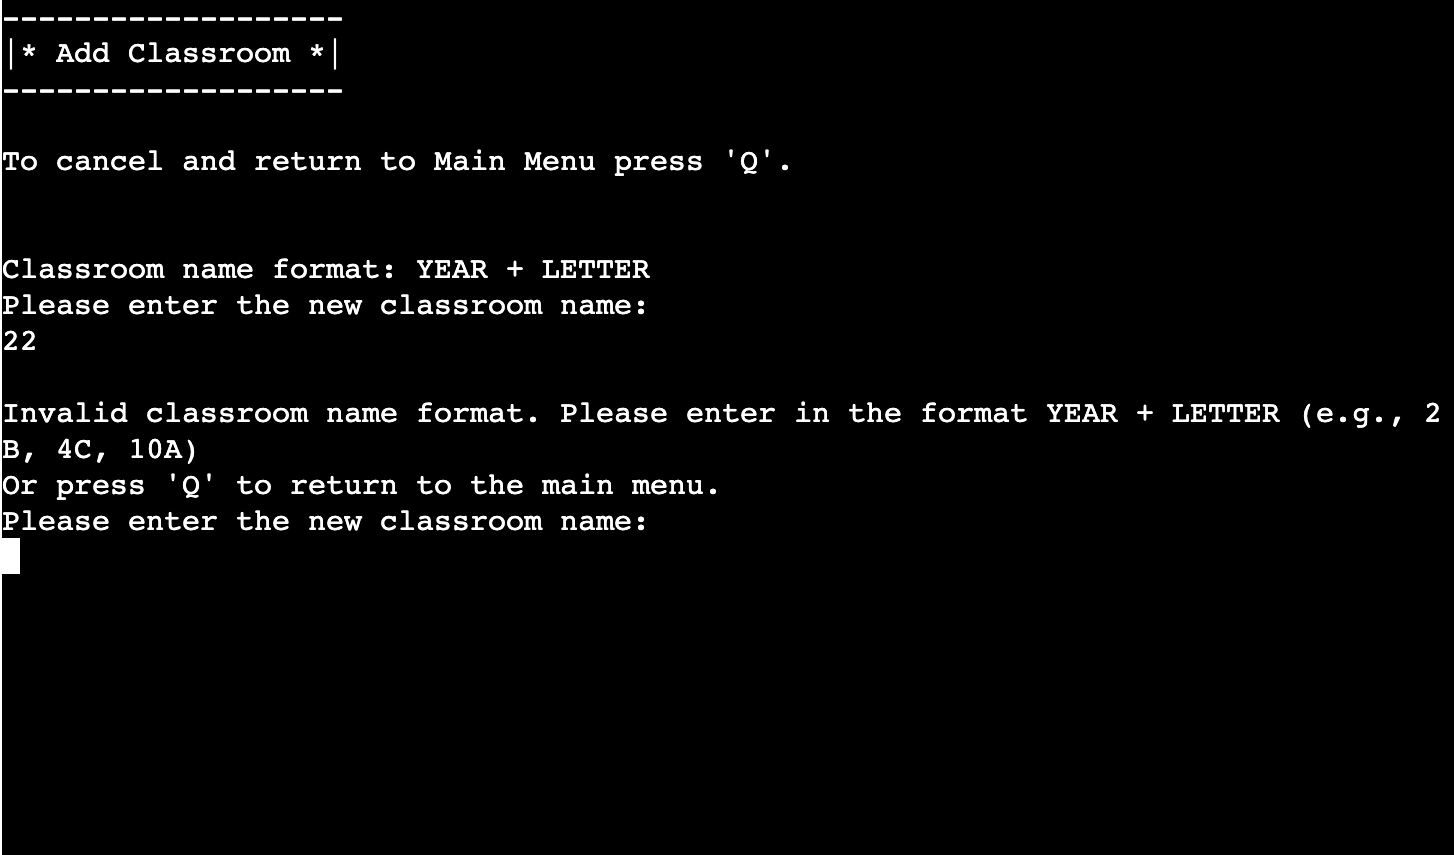 -------------------
|* Add Classroom *|
-------------------
To cancel and return to Main Menu press 'Q'.
Classroom name format: YEAR + LETTER
Please enter the new classroom name:
22
Invalid classroom name format. Please enter in the format YEAR + LETTER (e.g., 2
B, 4C, 10A)
Or press 'Q' to return to the main menu.
Please enter the new classroom name: